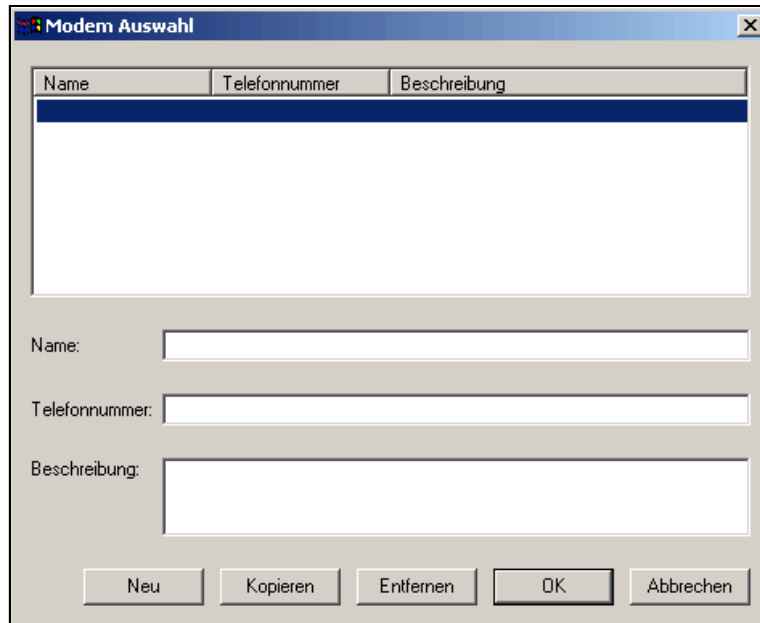 Modem Auswahl
Name Telefonnummer Beschreibung
Name:
Telefonnummer:
Beschreibung:
Neu Kopieren Entfernen OK Abbrechen